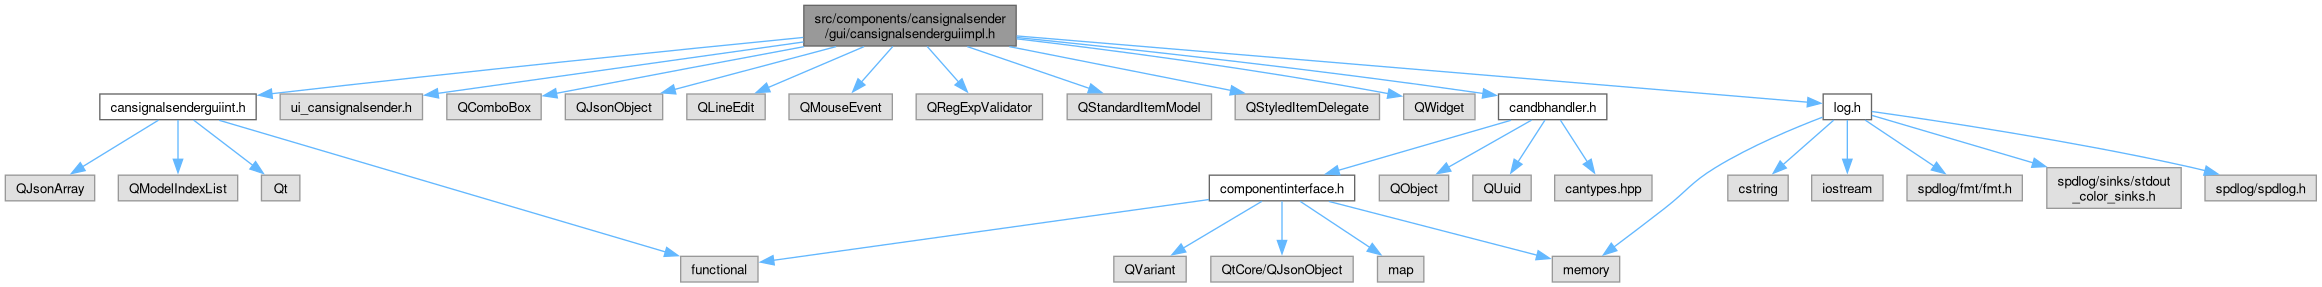 src/components/cansignalsender
/gui/cansignalsenderguiimpl.h
cansignalsenderguiint.h
ui_cansignalsender.h
QComboBox
QJsonObject
QLineEdit
QMouseEvent
QRegExpValidator
QStandardItemModel
QStyledItemDelegate
QWidget
candbhandler.h
log.h
QJsonArray
QModelIndexList
Qt
componentinterface.h
QObject
QUuid
cantypes.hpp
cstring
iostream
spdlog/fmt/fmt.h
spdlog/sinks/stdout
_color_sinks.h
spdlog/spdlog.h
functional
QVariant
QtCore/QJsonObject
map
memory